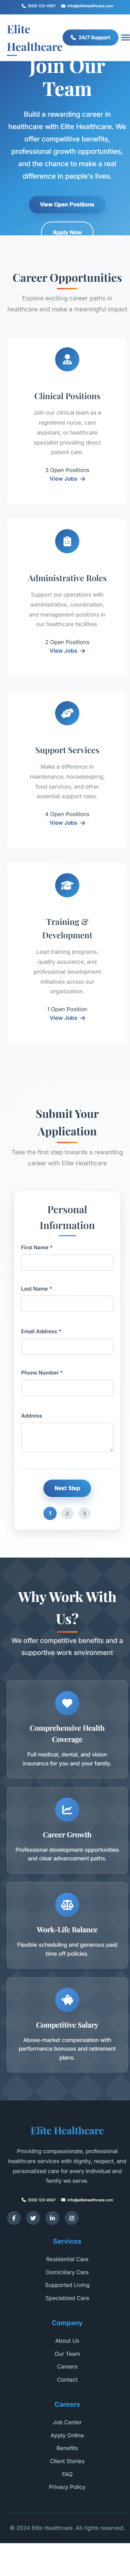 (555) 123-4567 info@elitehealthcare.com
Elite
Healthcare
24/7 Support
Join Our
Team
Build a rewarding career in
healthcare with Elite Healthcare. We
offer competitive benefits,
professional growth opportunities,
and the chance to make a real
difference in people's lives.
View Open Positions
Apply Now
Career Opportunities
Explore exciting career paths in
healthcare and make a meaningful impact
Clinical Positions
Join our clinical team as a
registered nurse, care
assistant, or healthcare
specialist providing direct
patient care.
3 Open Positions
View Jobs →
Administrative Roles
Support our operations with
administrative, coordination,
and management positions in
our healthcare facilities.
2 Open Positions
View Jobs →
Support Services
Make a difference in
maintenance, housekeeping,
food services, and other
essential support roles.
4 Open Positions
View Jobs →
Training &
Development
Lead training programs,
quality assurance, and
professional development
initiatives across our
organization.
1 Open Position
View Jobs →
Submit Your
Application
Take the first step towards a rewarding
career with Elite Healthcare
Personal
Information
First Name *
Last Name *
Email Address *
Phone Number *
Address
Next Step
1 2 3
Why Work With
Us?
We offer competitive benefits and a
supportive work environment
Comprehensive Health
Coverage
Full medical, dental, and vision
insurance for you and your family.
Career Growth
Professional development opportunities
and clear advancement paths.
Work-Life Balance
Flexible scheduling and generous paid
time off policies.
Competitive Salary
Above-market compensation with
performance bonuses and retirement
plans.
Elite Healthcare
Providing compassionate, professional
healthcare services with dignity, respect, and
personalized care for every individual and
family we serve.
(555) 123-4567 info@elitehealthcare.com
Services
Residential Care
Domiciliary Care
Supported Living
Specialized Care
Company
About Us
Our Team
Careers
Contact
Careers
Job Center
Apply Online
Benefits
Client Stories
FAQ
Privacy Policy
© 2024 Elite Healthcare. All rights reserved.